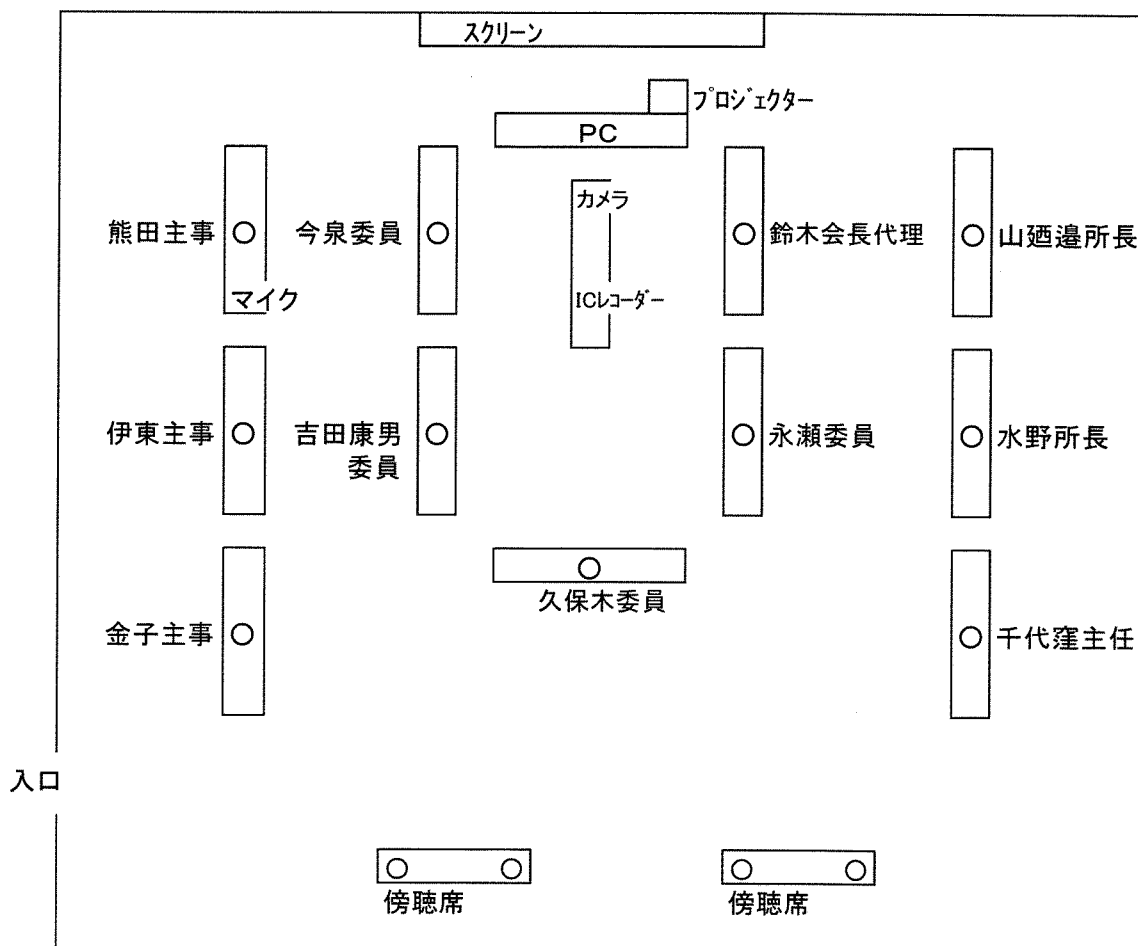 スクリーン
プロジェクター
PC
カメラ
熊田主事
今泉委員
鈴木会長代理
山廼邉所長
マイク
ICレコーダー
伊東主事
吉田康男
委員
永瀬委員
水野所長
久保木委員
金子主事
千代窪主任
入口
傍聴席
傍聴席